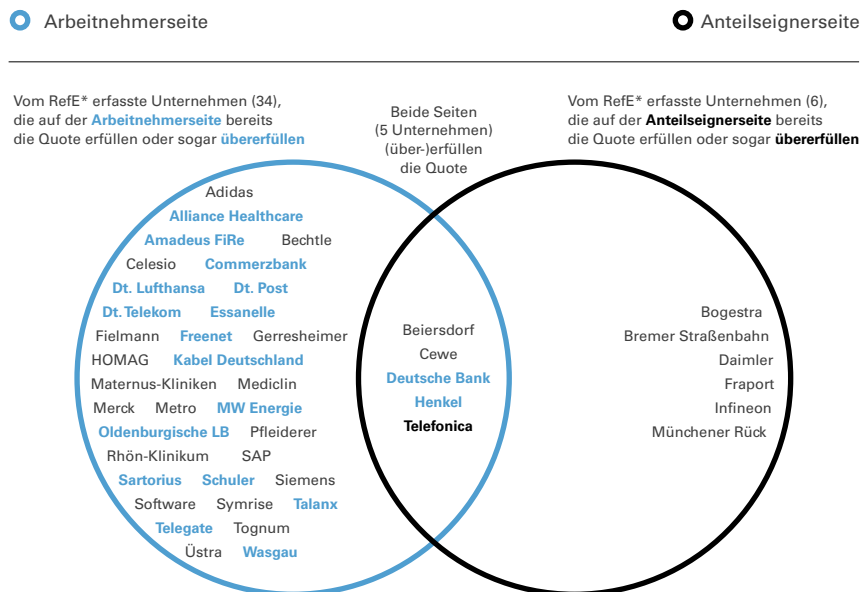 Arbeitnehmerseite
Anteilseignerseite
Vom RefE* erfasste Unternehmen (34),
die auf der Arbeitnehmerseite bereits
die Quote erfüllen oder sogar übererfüllen
Beide Seiten
(5 Unternehmen)
(über-)erfüllen
die Quote
Vom RefE* erfasste Unternehmen (6),
die auf der Anteilseignerseite bereits
die Quote erfüllen oder sogar übererfüllen
Adidas
Alliance Healthcare
Amadeus FiRe Bechtle
Celesio Commerzbank
Dt. Lufthansa Dt. Post
Dt. Telekom Essanelle
Fielmann Freenet Gerresheimer
HOMAG Kabel Deutschland
Maternus-Kliniken Mediclin
Merck Metro MW Energie
Oldenburgische LB Pfleiderer
Rhön-Klinikum SAP
Sartorius Schuler Siemens
Software Symrise Talanx
Telegate Tognum
Üstra Wasgau
Beiersdorf
Cewe
Deutsche Bank
Henkel
Telefonica
Bogestra
Bremer Straßenbahn
Daimler
Fraport
Infineon
Münchener Rück